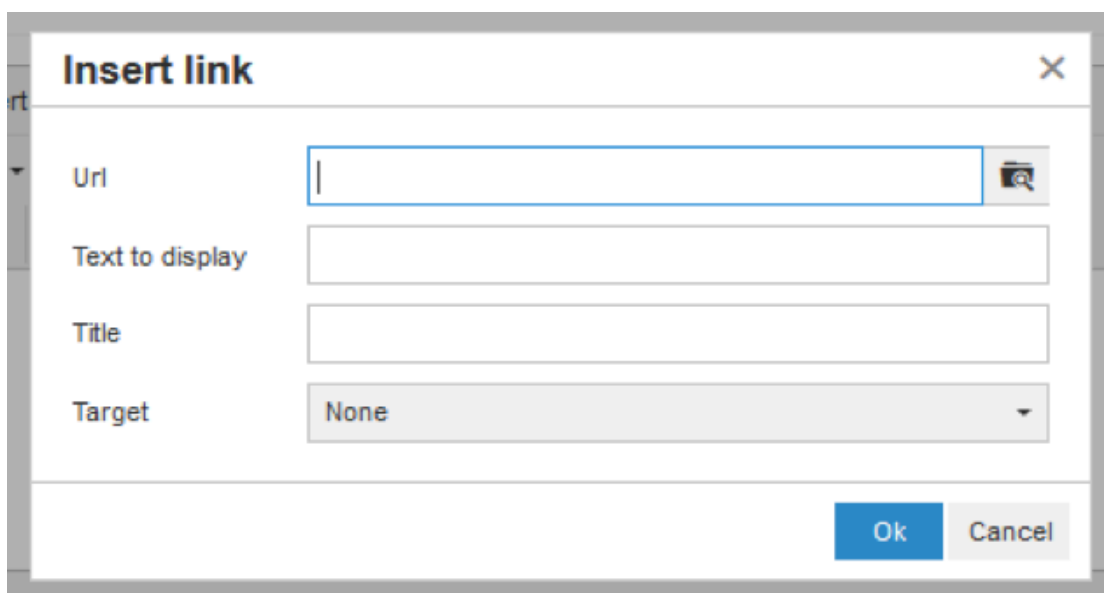 Insert link
Url
Text to display
Title
Target None
Ok Cancel